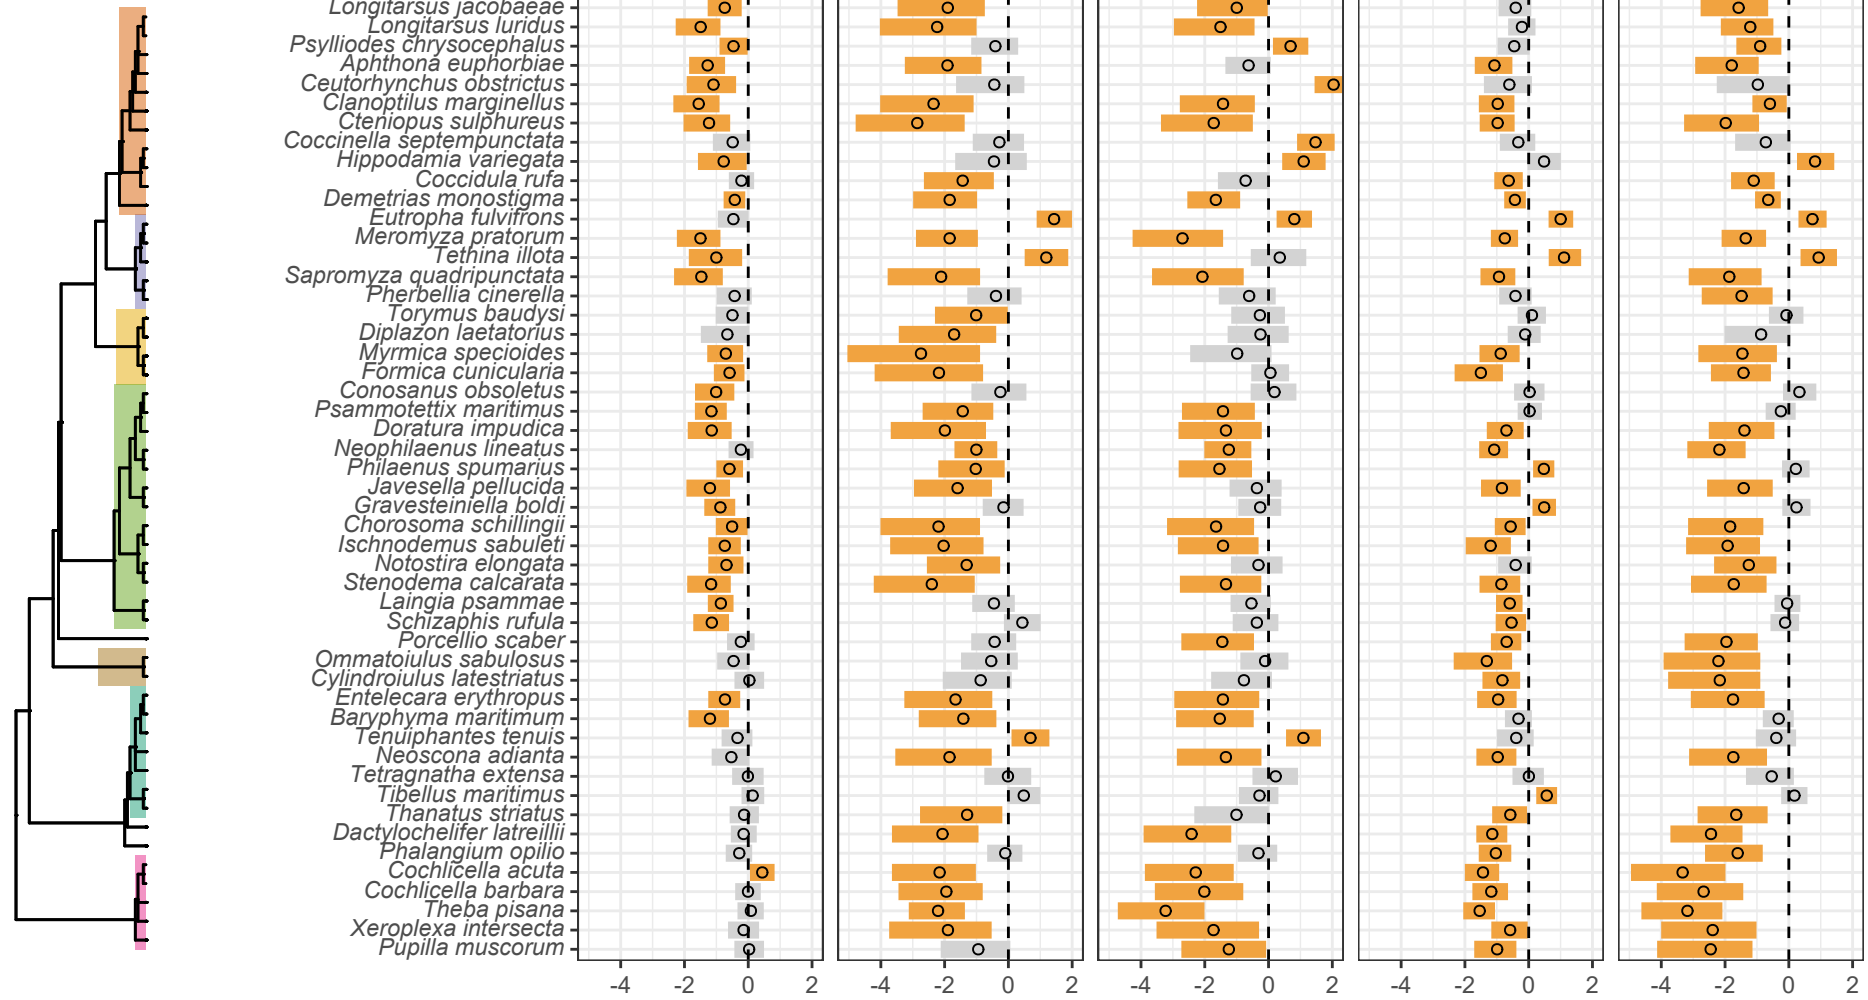 Longitarsus jacobaeae
Longitarsus luridus
Psylliodes chrysocephalus
Aphthona euphorbiae
Ceutorhynchus obstrictus
Clanoptilus marginellus
Cteniopus sulphureus
Coccinella septempunctata
Hippodamia variegata
Coccidula rufa
Demetrias monostigma
Eutropha fulvifrons
Meromyza pratorum
Tethina illota
Sapromyza quadripunctata
Pherbellia cinerella
Torymus baudysi
Diplazon laetatorius
Myrmica specioides
Formica cunicularia
Conosanus obsoletus
Psammotettix maritimus
Doratura impudica
Neophilaenus lineatus
Philaenus spumarius
Javesella pellucida
Gravesteiniella boldi
Chorosoma schillingii
Ischnodemus sabuleti
Notostira elongata
Stenodema calcarata
Laingia psammae
Schizaphis rufula
Porcellio scaber
Ommatoiulus sabulosus
Cylindroiulus latestriatus
Entelecara erythropus
Baryphyma maritimum
Tenuiphantes tenuis
Neoscona adianta
Tetragnatha extensa
Tibellus maritimus
Thanatus striatus
Dactylochelifer latreillii
Phalangium opilio
Cochlicella acuta
Cochlicella barbara
Theba pisana
Xeroplexa intersecta
Pupilla muscorum
-4 -2 0 2 -4 -2 0 2 -4 -2 0 2 -4 -2 0 2 -4 -2 0 2